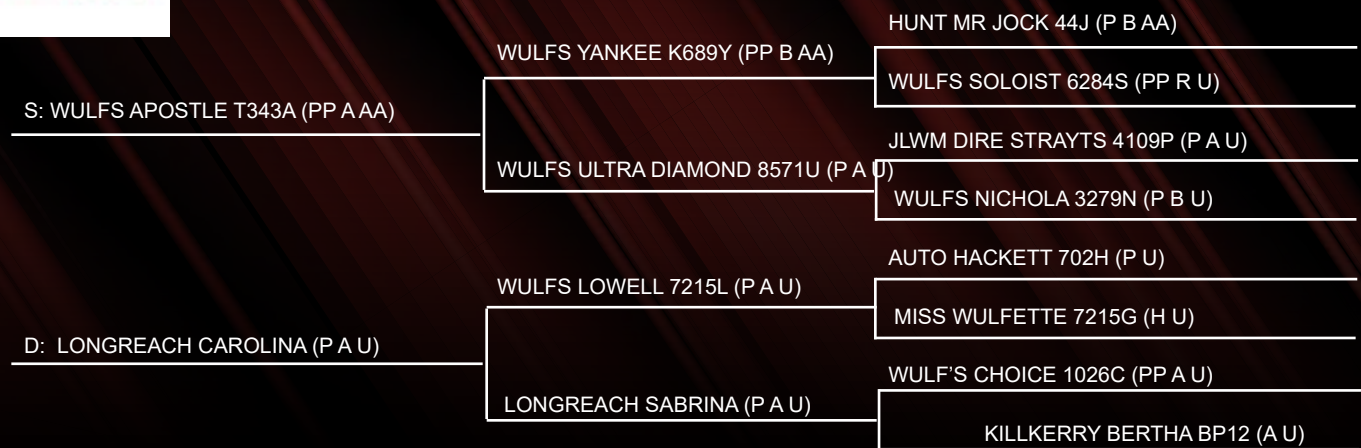 HUNT MR JOCK 44J (P B AA)
WULFS YANKEE K689Y (PP B AA)
WULFS SOLOIST 6284S (PP R U)
S: WULFS APOSTLE T343A (PP A AA)
JLWM DIRE STRAYTS 4109P (P A U)
WULFS ULTRA DIAMOND 8571U (P A U)
WULFS NICHOLA 3279N (P B U)
AUTO HACKETT 702H (P U)
WULFS LOWELL 7215L (P A U)
MISS WULFETTE 7215G (H U)
D: LONGREACH CAROLINA (P A U)
WULF'S CHOICE 1026C (PP A U)
LONGREACH SABRINA (P A U)
KILLKERRY BERTHA BP12 (A U)